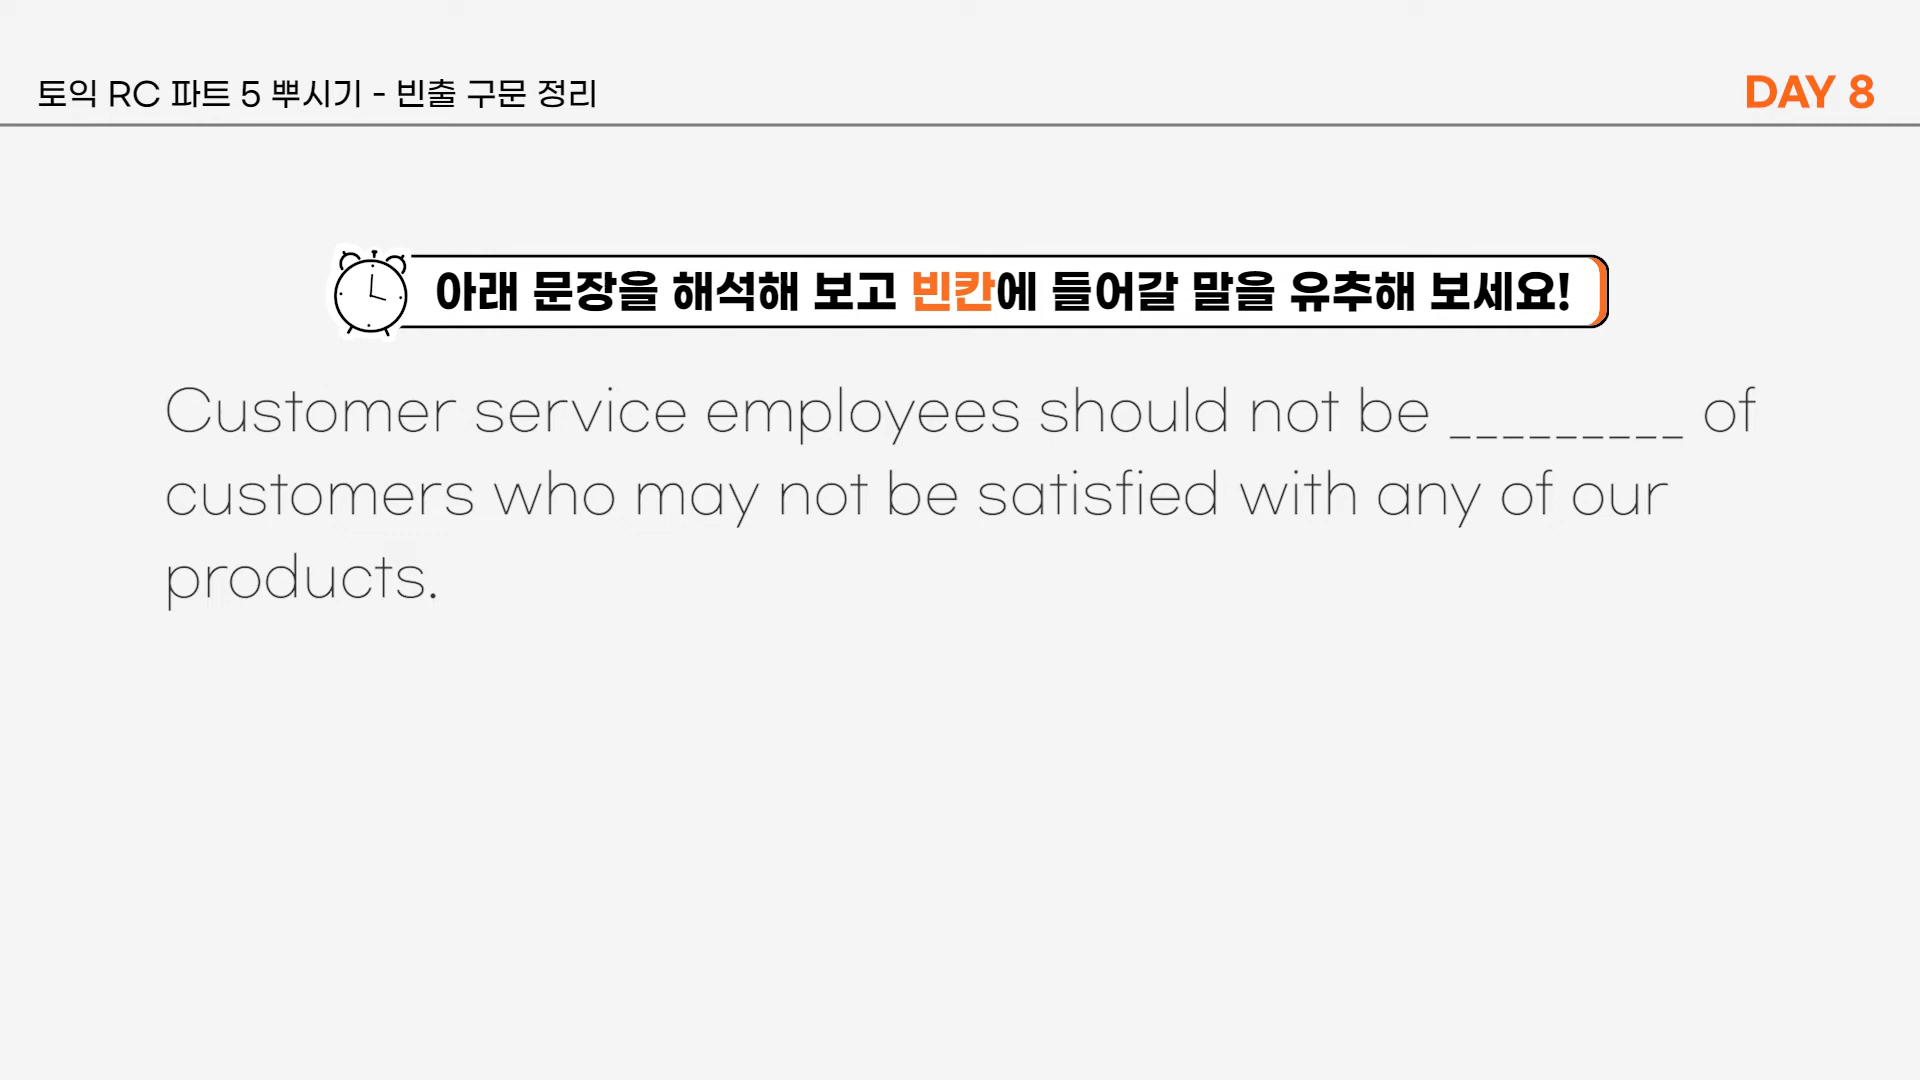 토익 RC 파트 5 뿌시기 - 빈출 구문 정리
DAY 8
아래 문장을 해석해 보고 빈칸에 들어갈 말을 유추해 보세요!
Customer service employees should not be _________ of
customers who may not be satisfied with any of our
products.